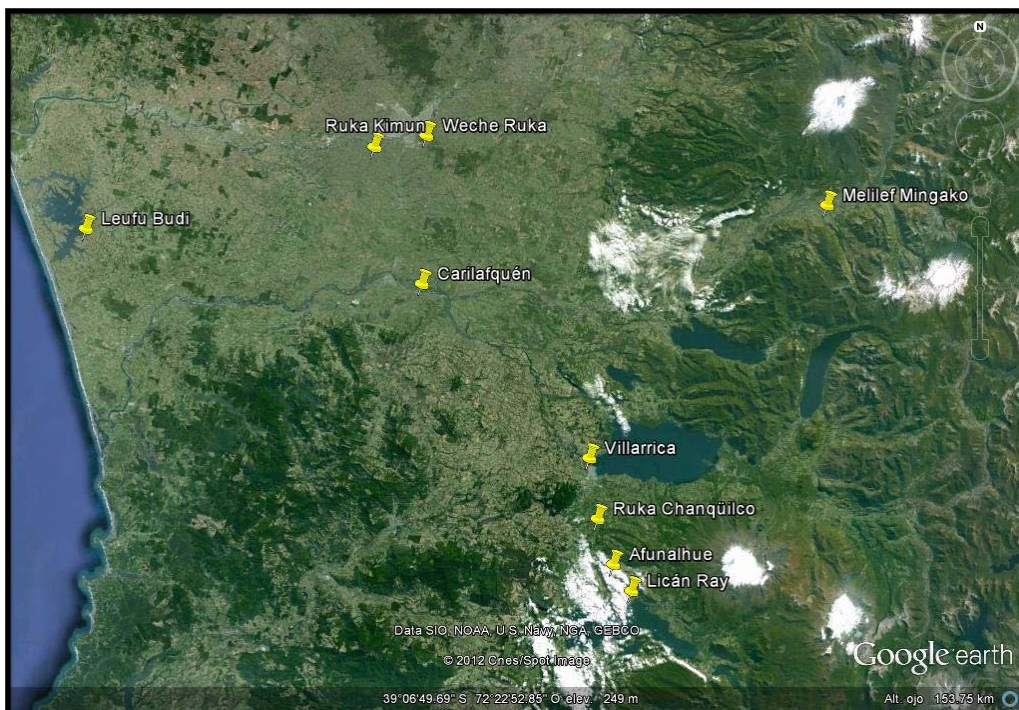 N
Ruka Kimun
Weche Ruka
Melilef Mingako
Leufu Budi
Carilafquén
Villarrica
Ruka Chanqüilco
Afunalhue
Licán Ray
Data SIO, NOAA, U.S. Navy, NGA, GEBCO
© 2012 Cnes/Spot Image
Google earth
39°06'49.69" S 72°22'52.85" O elev. 249 m
Alt. ojo 153.75 km